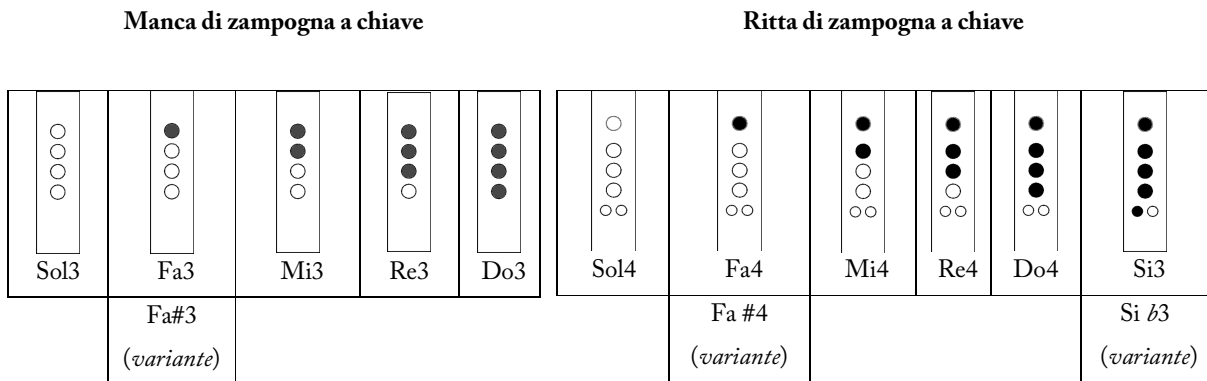 Manca di zampogna a chiave
Ritta di zampogna a chiave
Sol3 Fa3 Mi3 Re3 Do3
Sol4 Fa4 Mi4 Re4 Do4 Si3
Fa#3
(variante)
Fa #4
(variante)
Si b3
(variante)